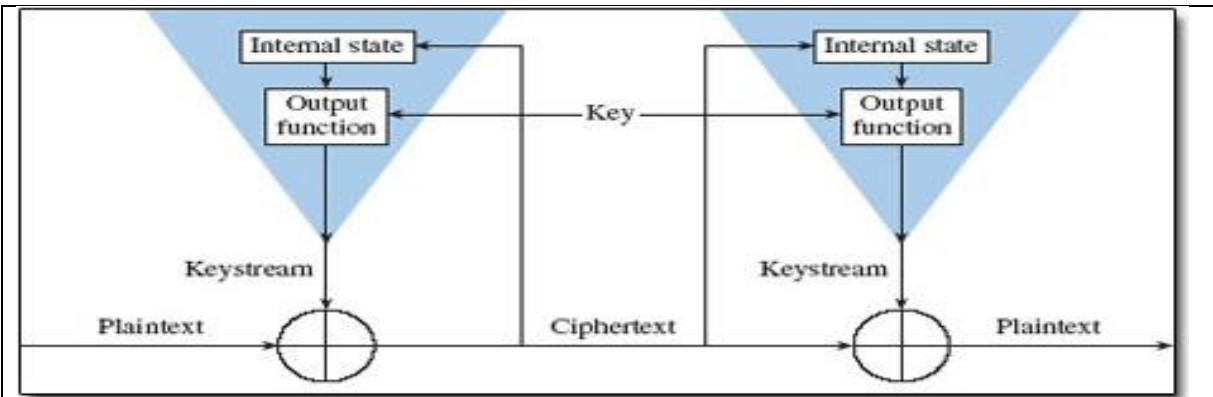 Internal state
Output
function
Key
Internal state
Output
function
Keystream
Keystream
Plaintext
Ciphertext
Plaintext